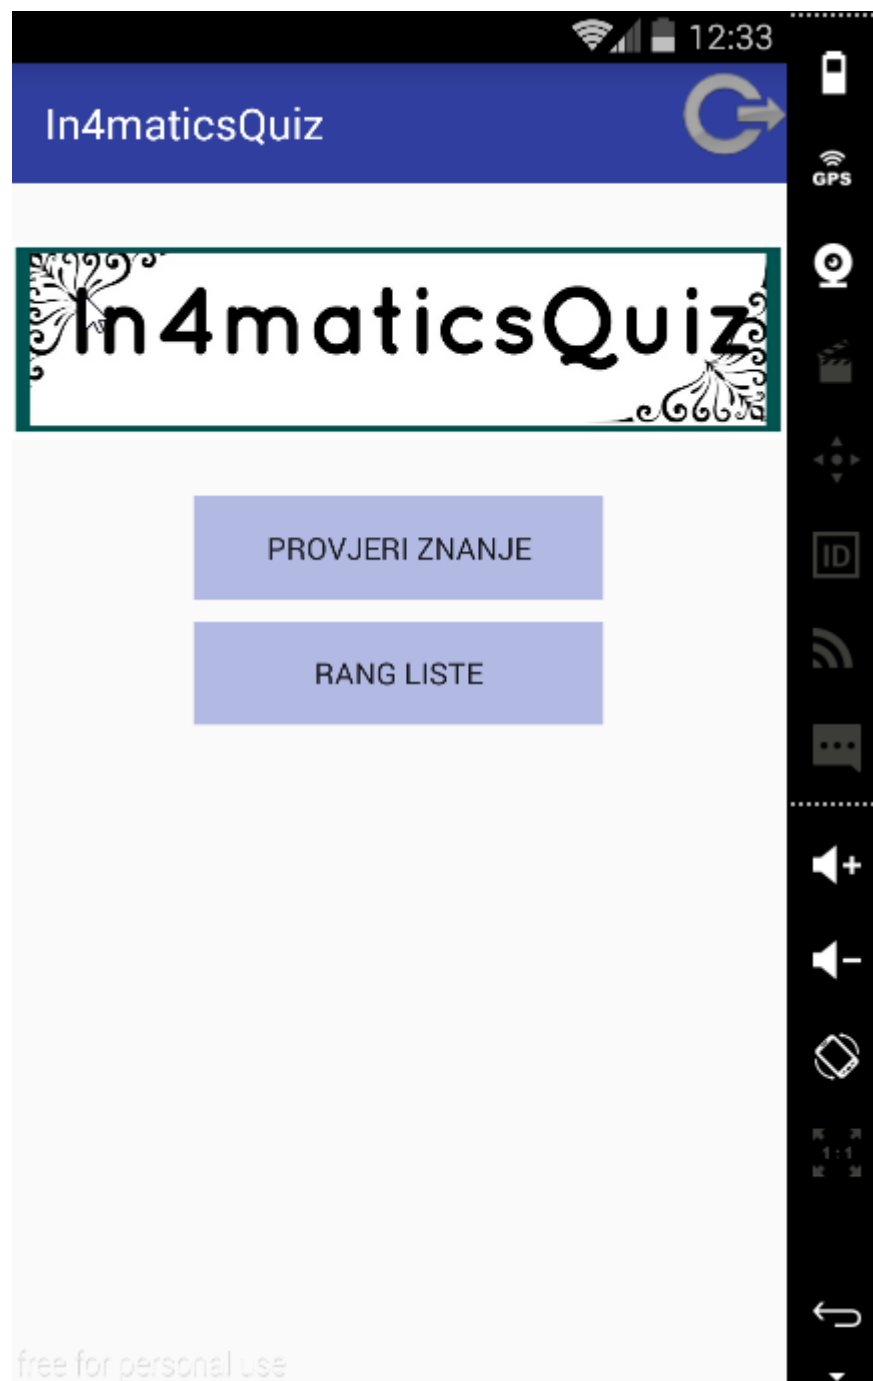 12:33
In4maticsQuiz
GPS
In4maticsQuiz
PROVJERI ZNANJE
ID
RANG LISTE
1:1
free for personal use